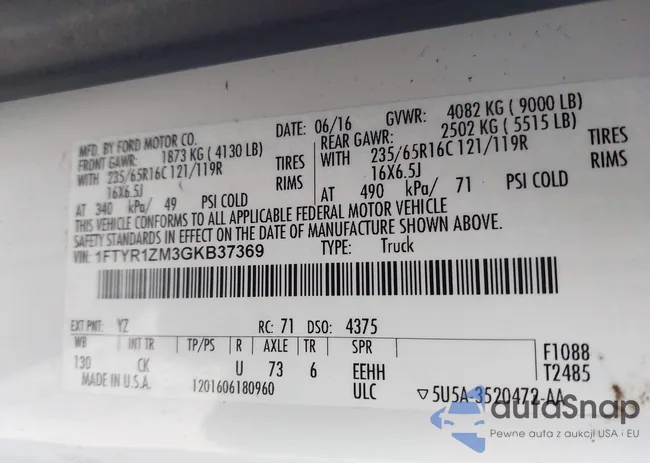 MFD. BY FORD MOTOR CO. DATE: 06/16 GVWR: 4082 KG ( 9000 LB)
FRONT GAWR: 1873 KG ( 4130 LB) REAR GAWR: 2502 KG ( 5515 LB)
WITH 235/65R16C 121/119R TIRES WITH 235/65R16C 121/119R TIRES
16X6.5J RIMS 16X6.5J RIMS
AT 340 kPa/ 49 PSI COLD AT 490 kPa/ 71 PSI COLD
THIS VEHICLE CONFORMS TO ALL APPLICABLE FEDERAL MOTOR VEHICLE
SAFETY STANDARDS IN EFFECT ON THE DATE OF MANUFACTURE SHOWN ABOVE.
VIN: 1FTYR1ZM3GKB37369 TYPE: Truck
EXT PNT: YZ RC: 71 DSO: 4375
WB INT TR TP/PS R AXLE TR SPR F1088
130 CK U 73 6 EEHH T2485
MADE IN U.S.A. 1201606180960 ULC ▽5U5A-3520472-AA
autoSnap
Pewne auta z aukcji USA i EU